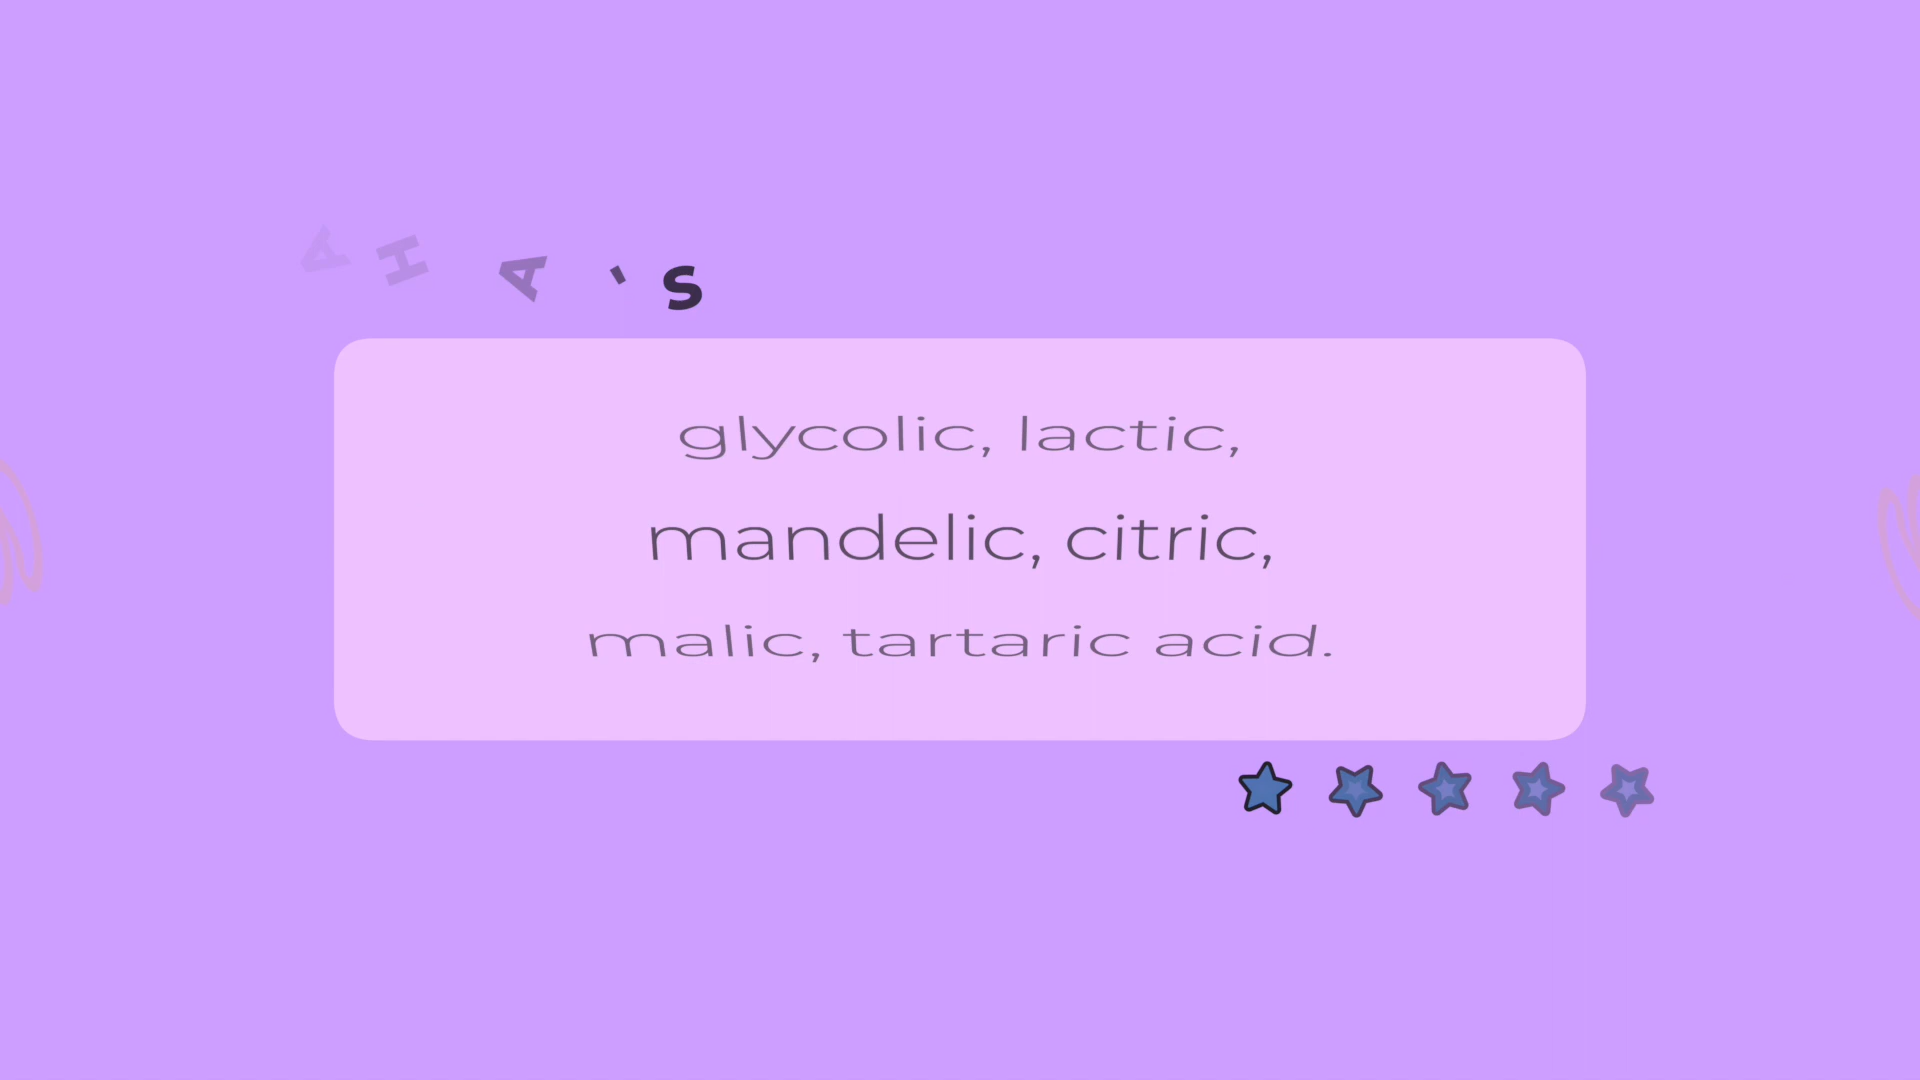 AHA's
glycolic, lactic,
mandelic, citric,
malic, tartaric acid.